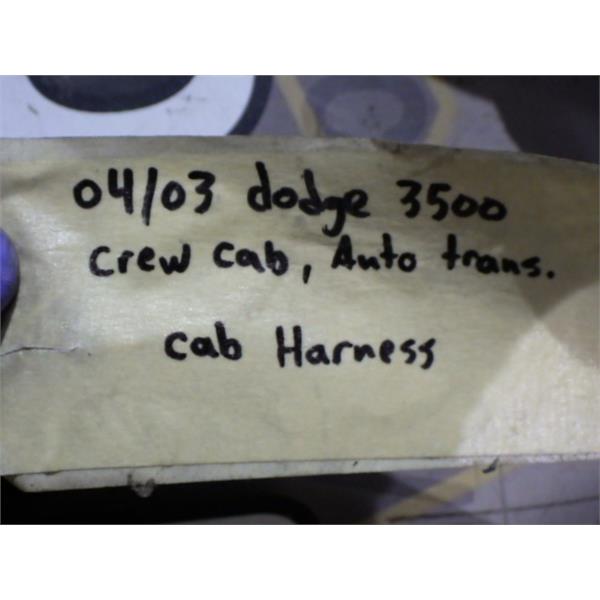 04/03 dodge 3500
crew cab, Auto trans.
cab Harness